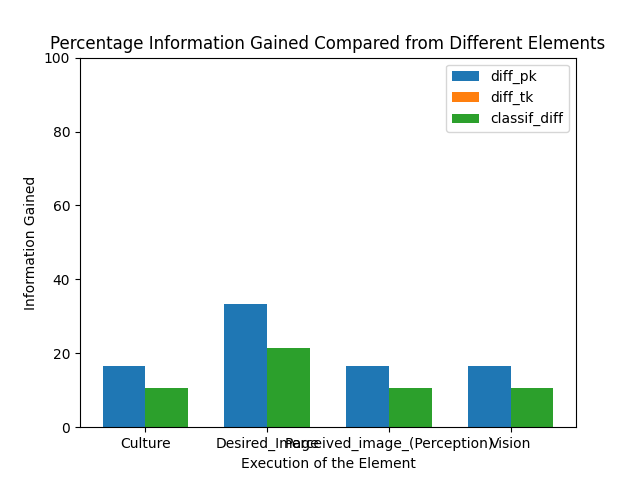 Percentage Information Gained Compared from Different Elements
100
80
60
40
20
0
Information Gained
diff_pk
diff_tk
classif_diff
Culture
Desired_Image
Perceived_image_(Perception)
Vision
Execution of the Element